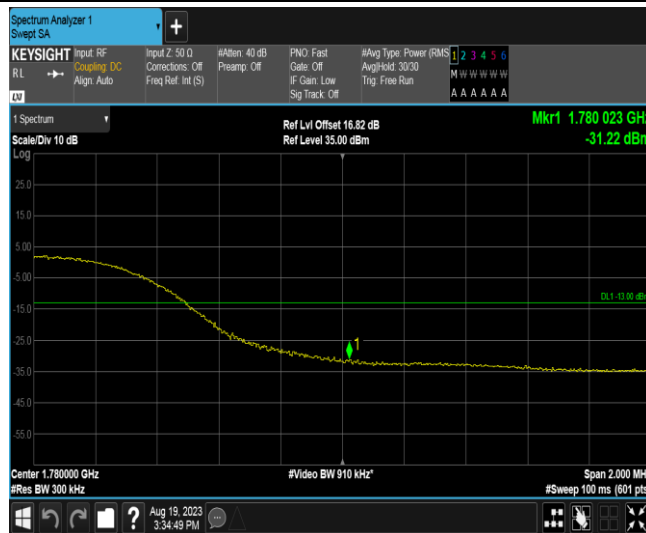 Spectrum Analyzer 1
Swept SA
+
KEYSIGHT
RL
LXI
Input: RF
Coupling: DC
Align: Auto
Input Z: 50 Ω
Corrections: Off
Freq Ref: Int (S)
#Atten: 40 dB
Preamp: Off
PNO: Fast
Gate: Off
IF Gain: Low
Sig Track: Off
#Avg Type: Power (RMS
Avg|Hold: 30/30
Trig: Free Run
1 2 3 4 5 6
M W W W W W
A A A A A A
1 Spectrum
Scale/Div 10 dB
Ref Lvl Offset 16.82 dB
Ref Level 35.00 dBm
Mkr1 1.780 023 GHz
-31.22 dBm
Log
25.0
15.0
5.00
-5.00
DL1 -13.00 dBm
-15.0
-25.0
1
-35.0
-45.0
-55.0
Center 1.780000 GHz
#Res BW 300 kHz
#Video BW 910 kHz*
Span 2.000 MH
#Sweep 100 ms (601 pts
?
Aug 19, 2023
3:34:49 PM